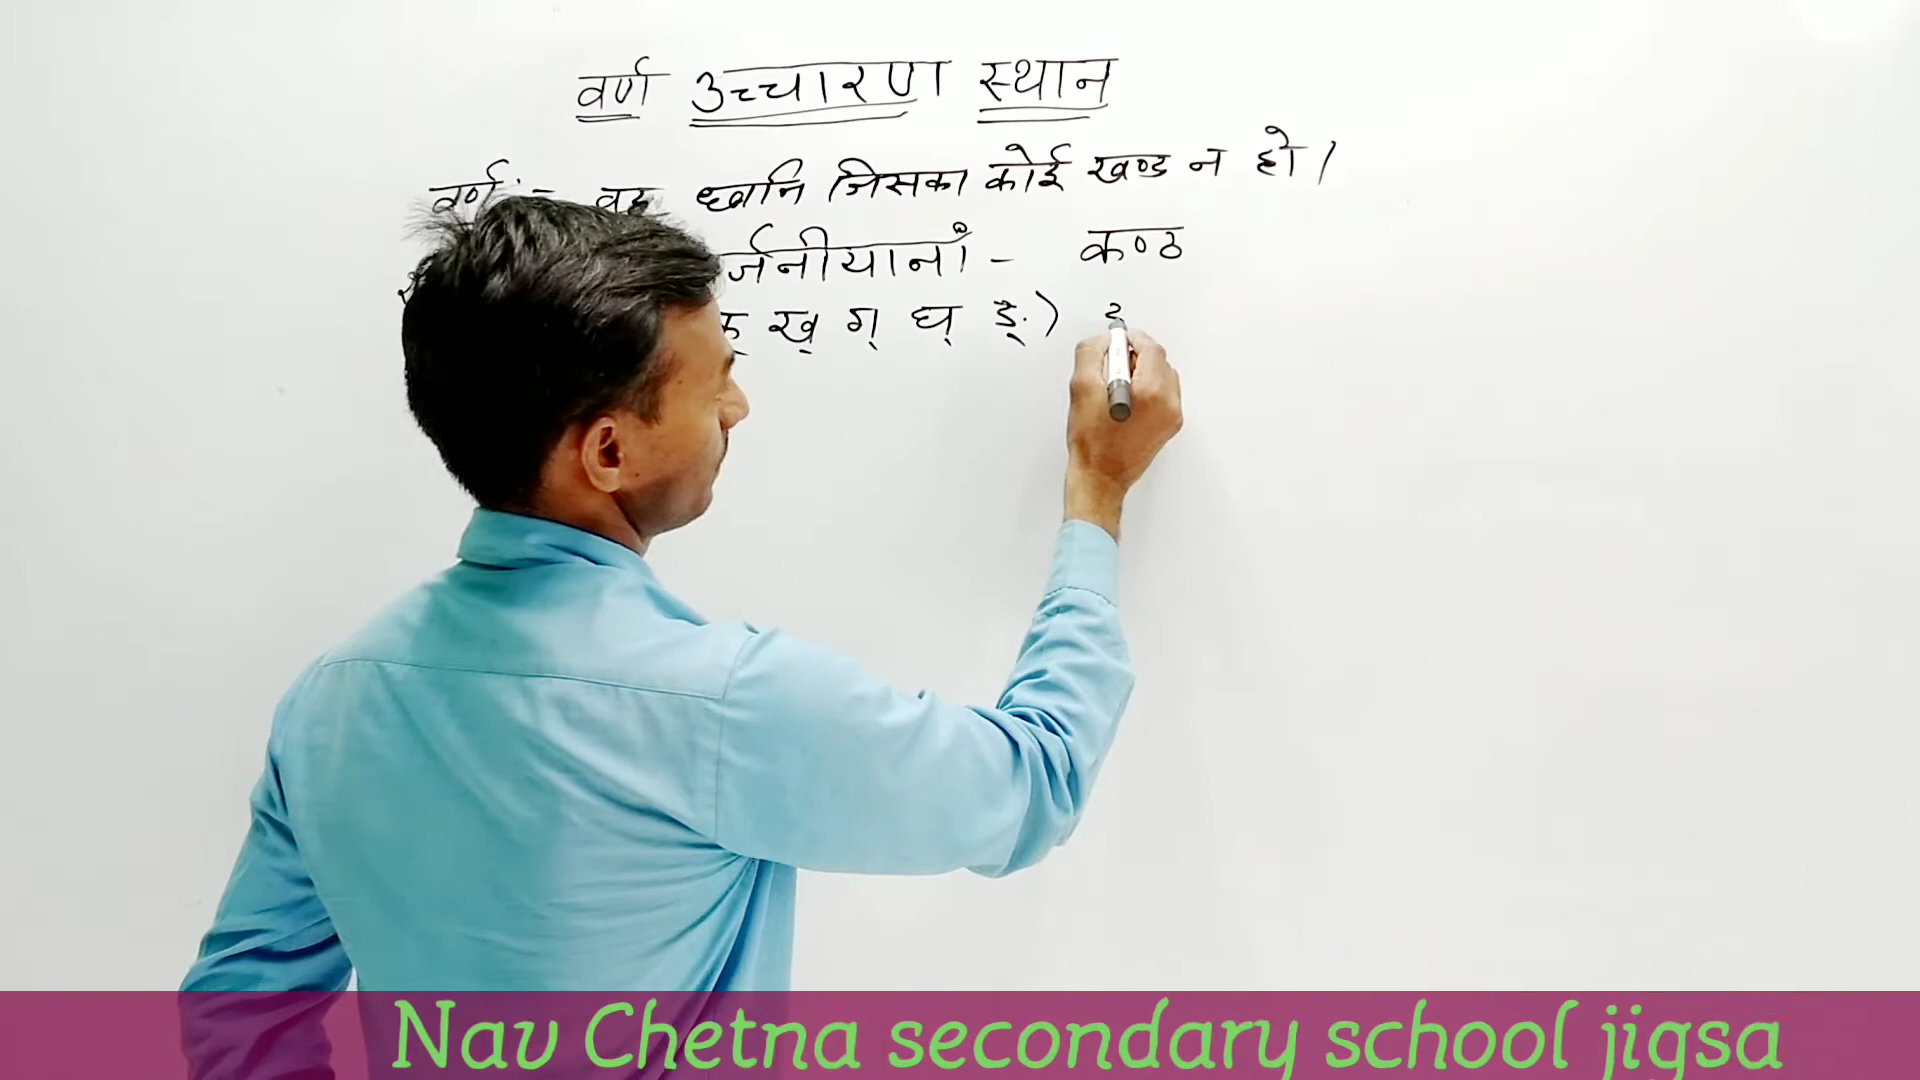 वर्ण उच्चारण स्थान
वर्ण :- वह ध्वनि जिसका कोई खण्ड न हो।
र्जनीयानाँ - कण्ठ
क् ख् ग् घ् ङ्)
Nav Chetna secondary school jigsa